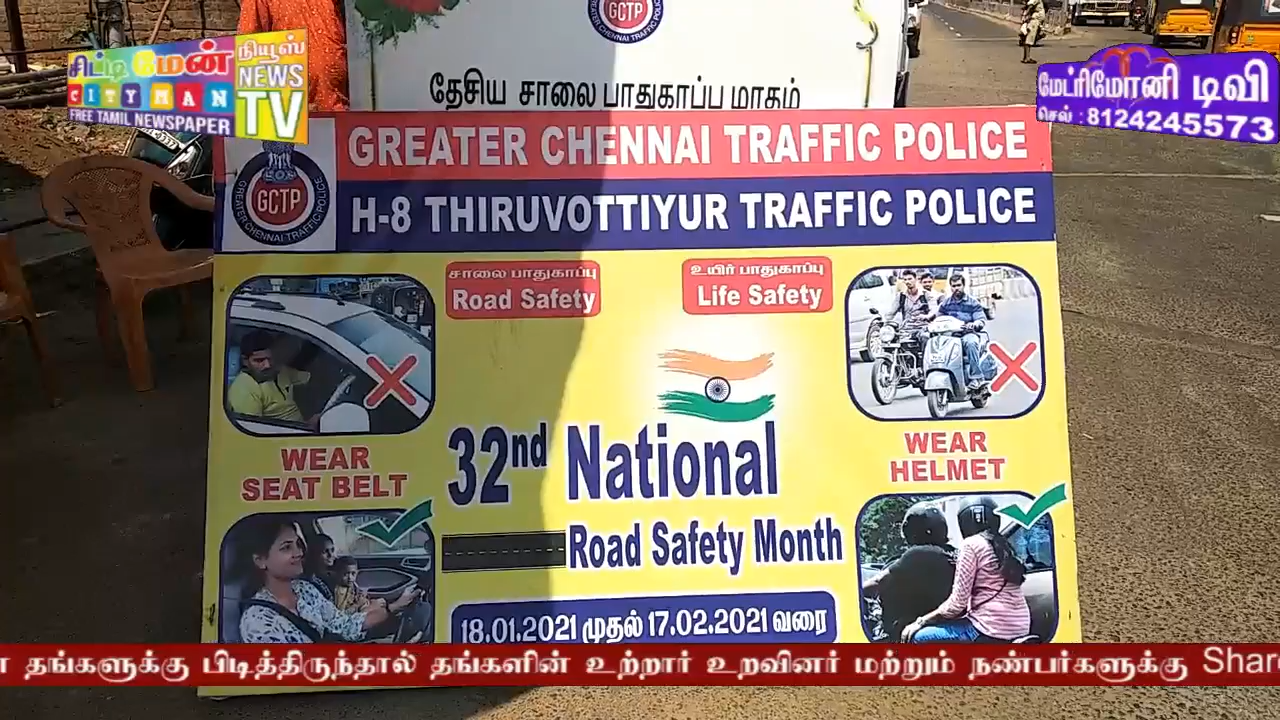 சிட்டி மேன்
CITY MAN
FREE TAMIL NEWSPAPER
நியூஸ்
NEWS
TV
GREATER CHENNAI TRAFFIC POLICE
GCTP
தேசிய சாலை பாதுகாப்பு மாதம்
மேட்ரிமோனி டிவி
செல் : 8124245573
GREATER CHENNAI TRAFFIC POLICE
H-8 THIRUVOTTIYUR TRAFFIC POLICE
GCTP
GREATER CHENNAI TRAFFIC POLICE
சாலை பாதுகாப்பு
Road Safety
உயிர் பாதுகாப்பு
Life Safety
WEAR
SEAT BELT
32nd National
Road Safety Month
WEAR
HELMET
18.01.2021 முதல் 17.02.2021 வரை
தங்களுக்கு பிடித்திருந்தால் தங்களின் உற்றார் உறவினர் மற்றும் நண்பர்களுக்கு Share